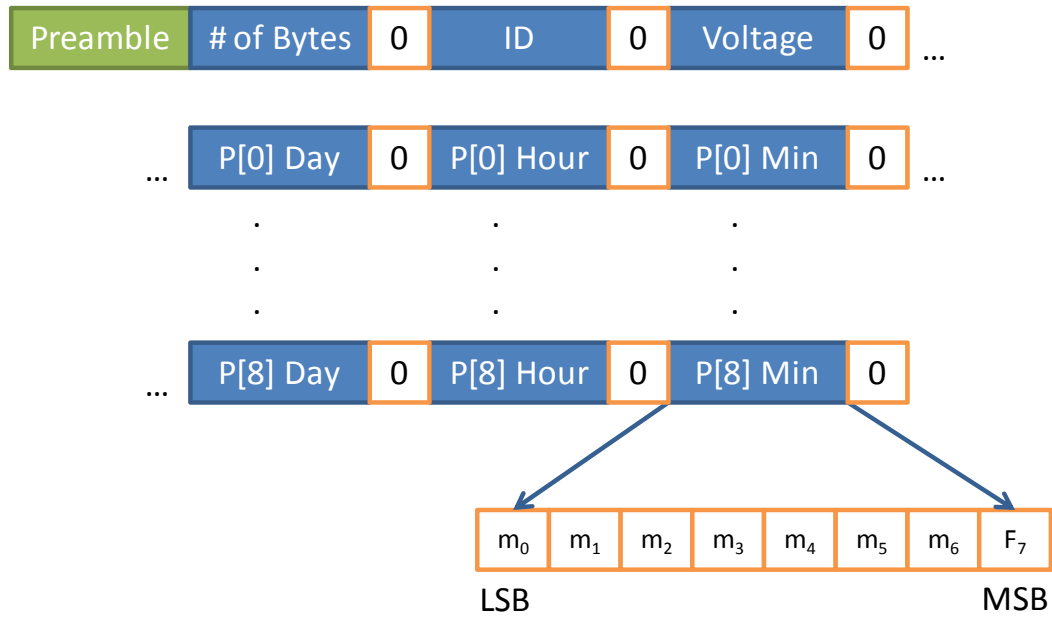 Preamble # of Bytes 0 ID 0 Voltage 0 ...
... P[0] Day 0 P[0] Hour 0 P[0] Min 0 ...
. . .
. . .
. . .
... P[8] Day 0 P[8] Hour 0 P[8] Min 0
m₀ m₁ m₂ m₃ m₄ m₅ m₆ F₇
LSB MSB